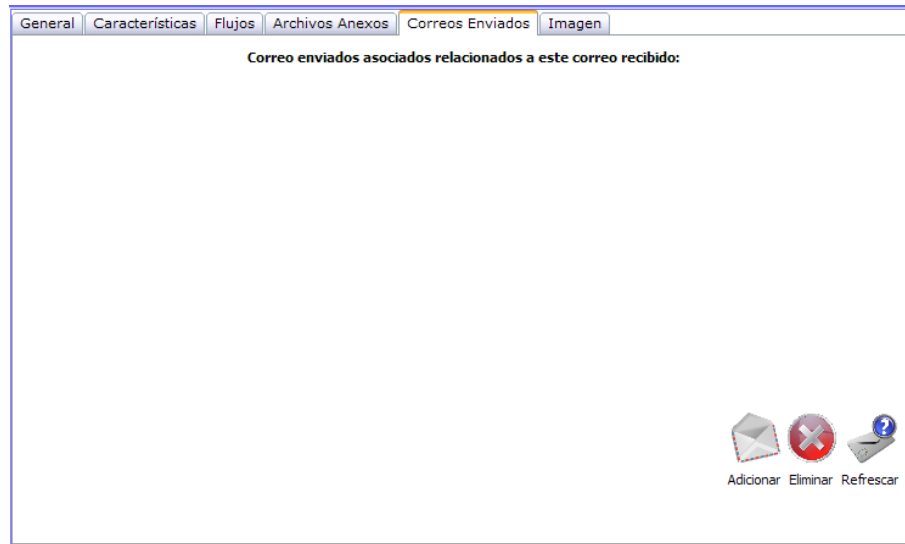 General Características Flujos Archivos Anexos Correos Enviados Imagen
Correo enviados asociados relacionados a este correo recibido:
Adicionar Eliminar Refrescar